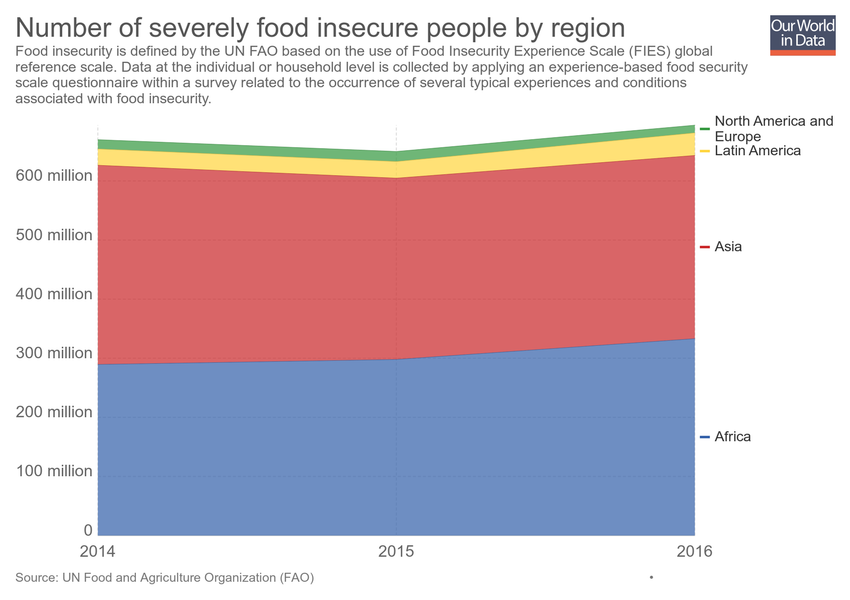 Number of severely food insecure people by region
Our World
in Data
Food insecurity is defined by the UN FAO based on the use of Food Insecurity Experience Scale (FIES) global
reference scale. Data at the individual or household level is collected by applying an experience-based food security
scale questionnaire within a survey related to the occurrence of several typical experiences and conditions
associated with food insecurity.
North America and
Europe
Latin America
600 million
500 million
Asia
400 million
300 million
200 million
Africa
100 million
0
2014
2015
2016
Source: UN Food and Agriculture Organization (FAO)
•